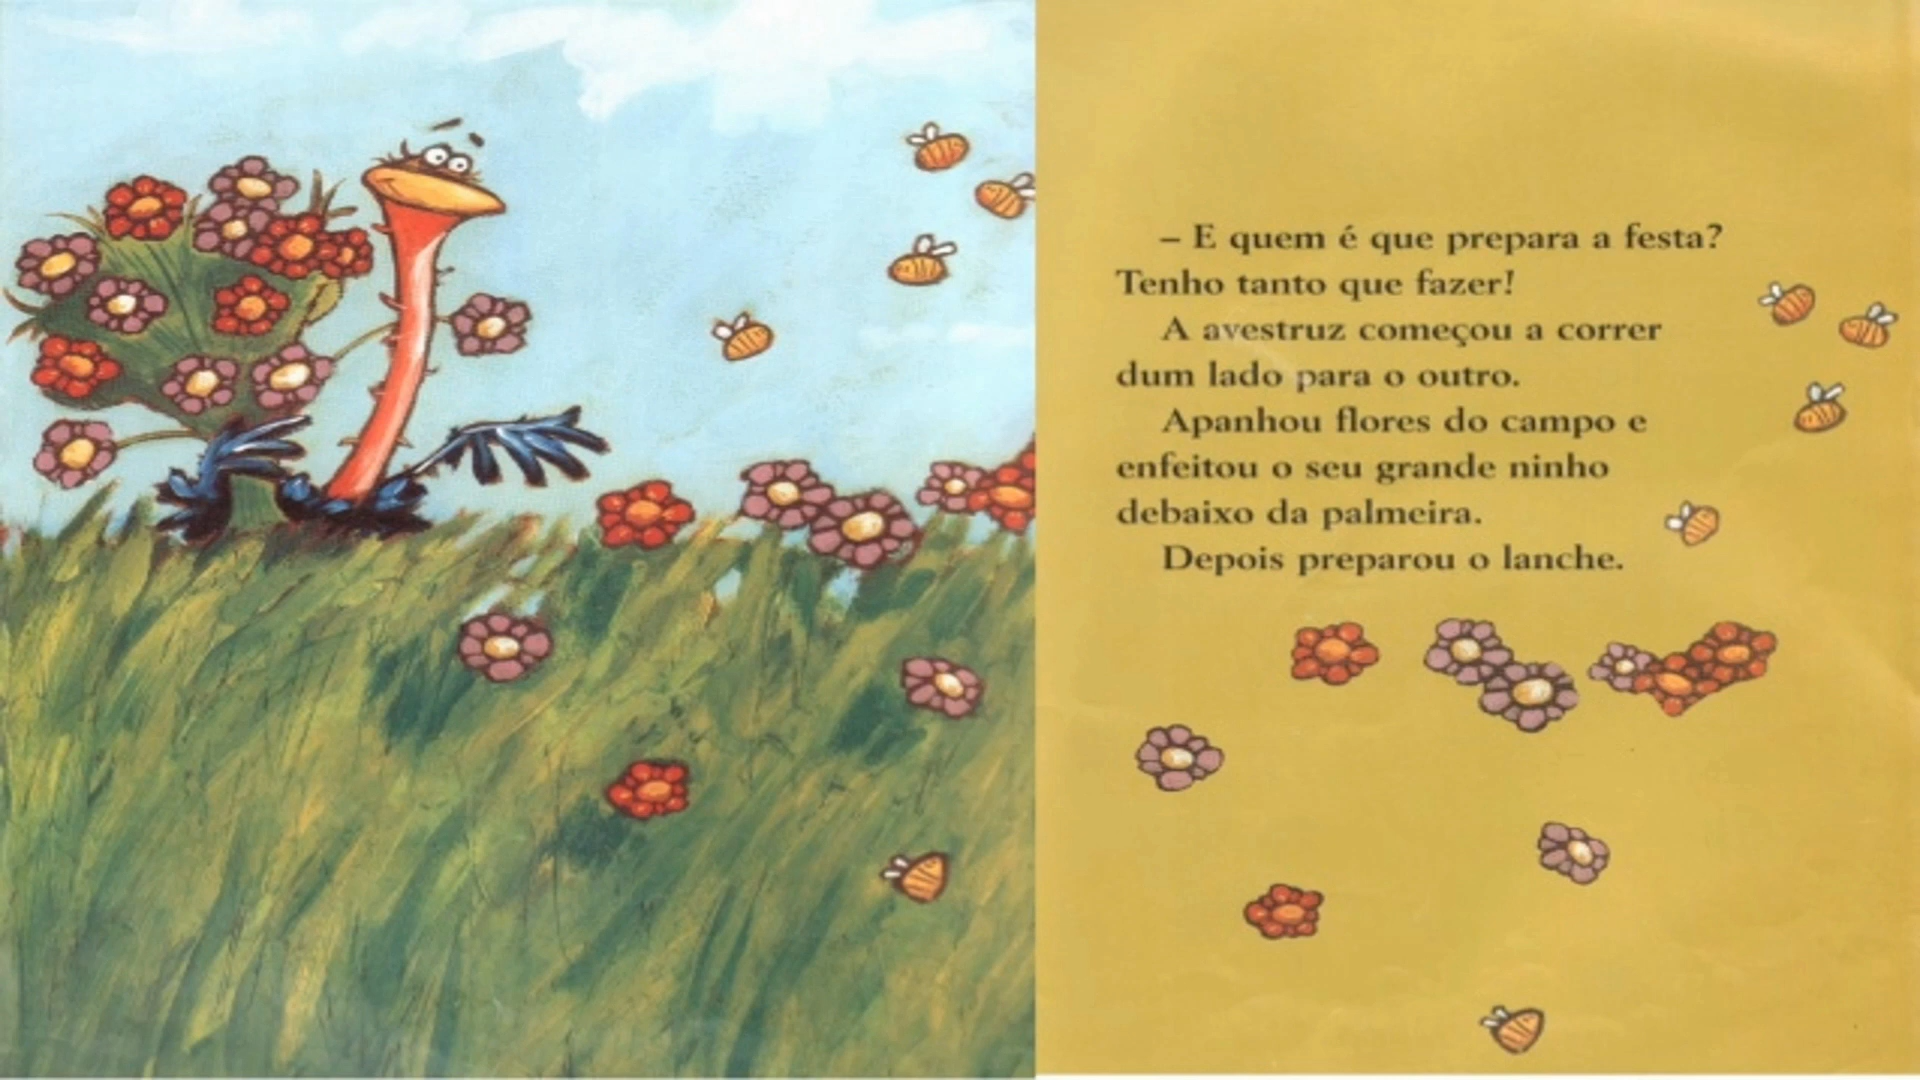 – E quem é que prepara a festa?
Tenho tanto que fazer!
A avestruz começou a correr
dum lado para o outro.
Apanhou flores do campo e
enfeitou o seu grande ninho
debaixo da palmeira.
Depois preparou o lanche.